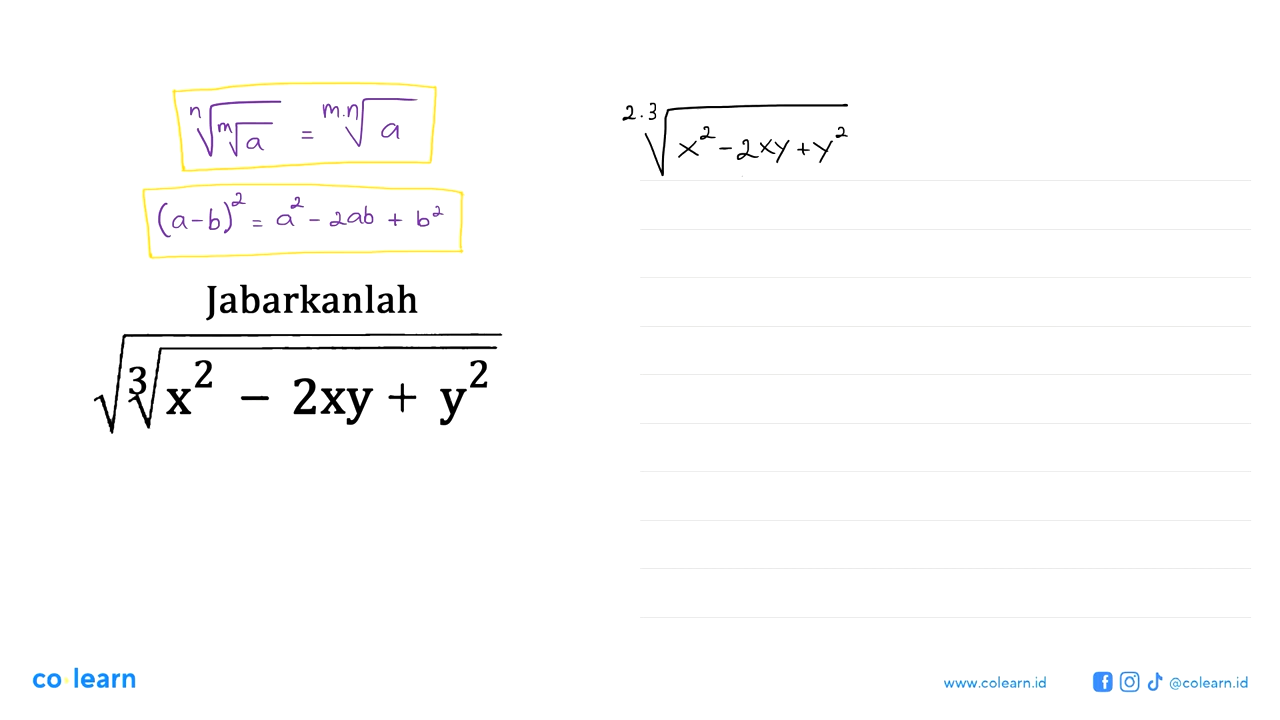 ⁿ√(ᵐ√a) = ᵐ·ⁿ√a
(a-b)² = a² - 2ab + b²
Jabarkanlah
√(³√(x² - 2xy + y²))
²·³√(x² - 2xy + y²)
co·learn
www.colearn.id
@colearn.id